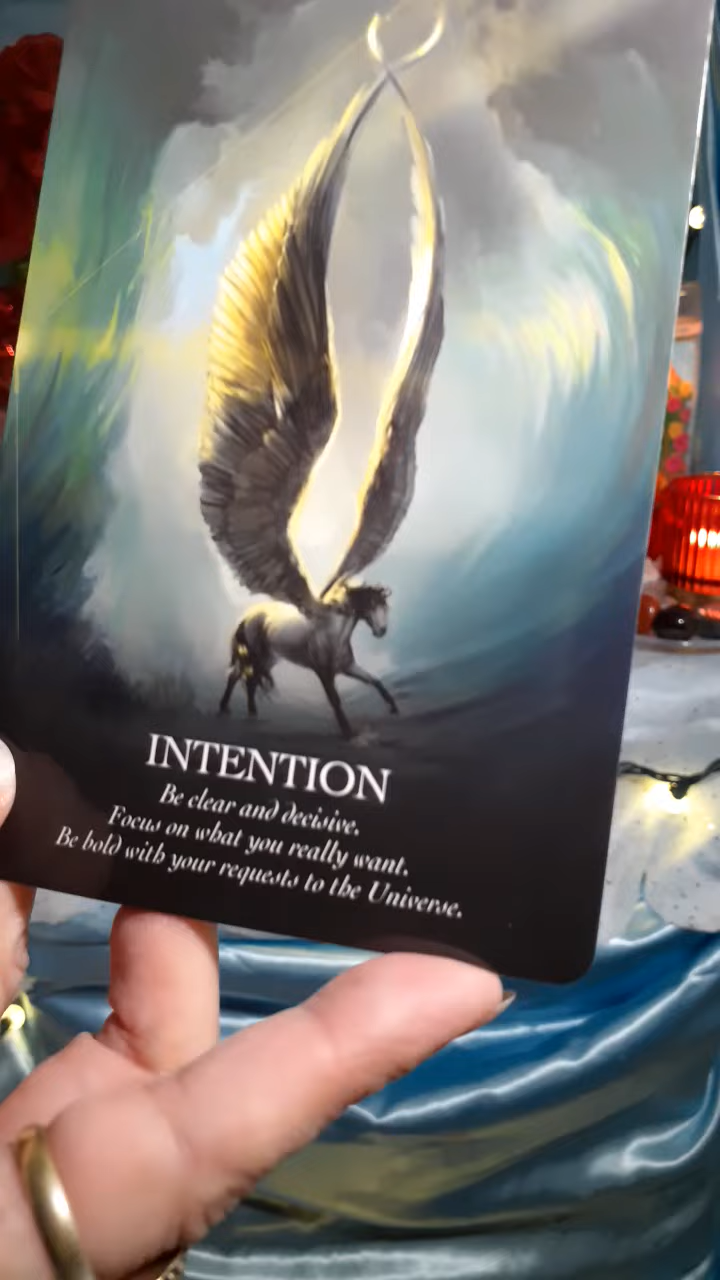 INTENTION
Be clear and decisive.
Focus on what you really want.
Be bold with your requests to the Universe.